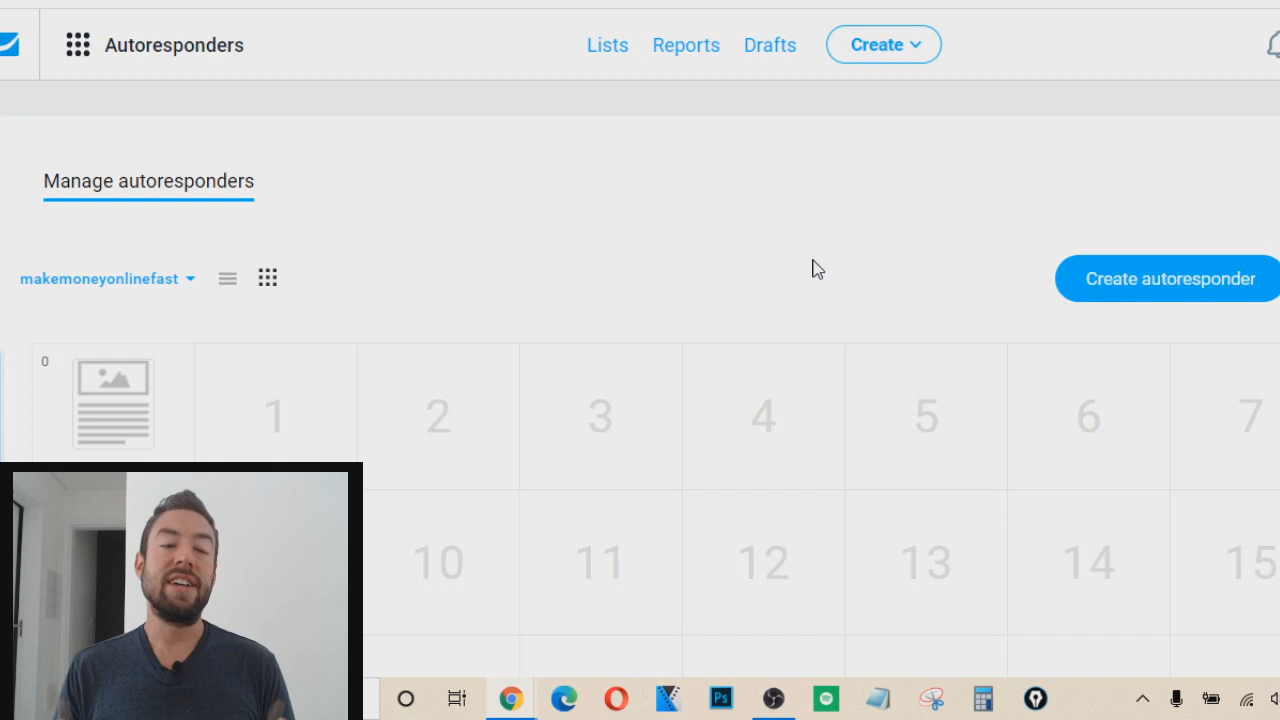 Autoresponders
Lists
Reports
Drafts
Create
Manage autoresponders
makemoneyonlinefast
Create autoresponder
0
1
2
3
4
5
6
7
10
11
12
13
14
15
Ps